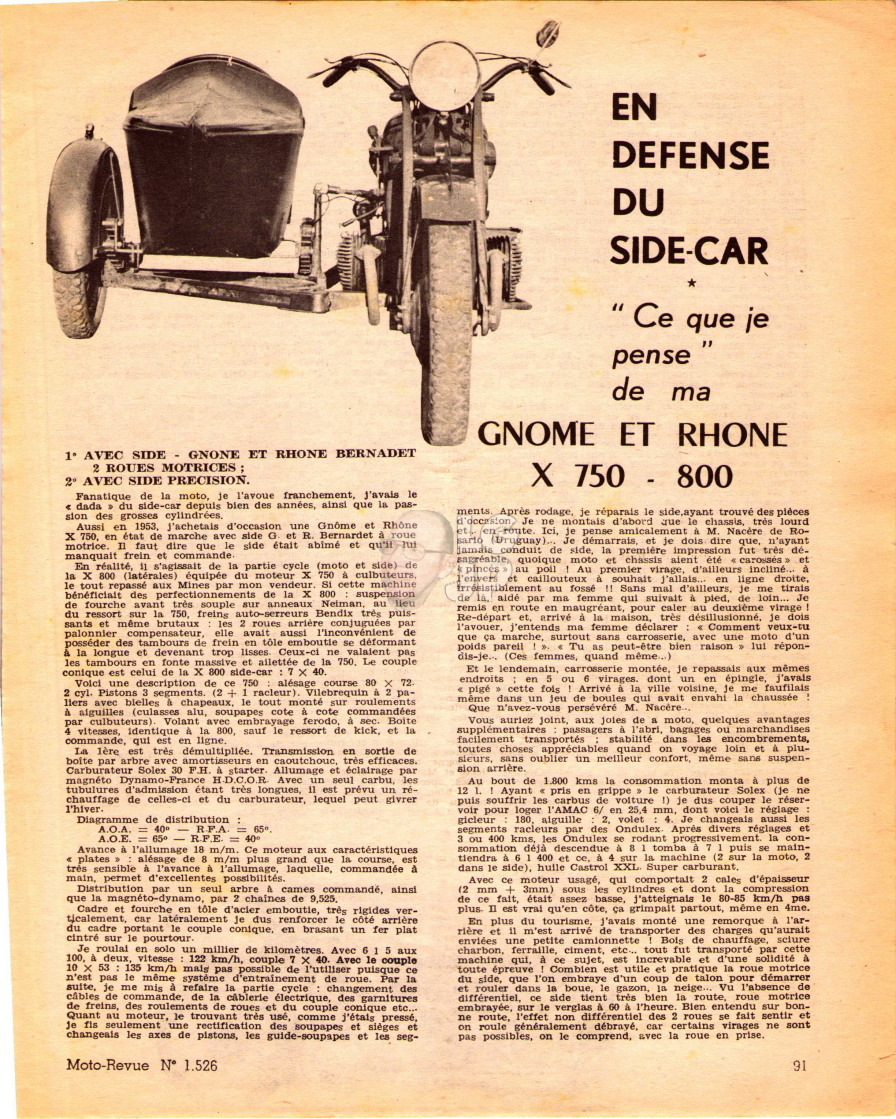 EN
DEFENSE
DU
SIDE-CAR
★
" Ce que je
pense "
de ma
GNOME ET RHONE
X 750 - 800
1° AVEC SIDE - GNONE ET RHONE BERNADET
2 ROUES MOTRICES ;
2° AVEC SIDE PRECISION.
Fanatique de la moto, je l'avoue franchement, j'avais le
« dada » du side-car depuis bien des années, ainsi que la pas-
sion des grosses cylindrées.
Aussi en 1953, j'achetais d'occasion une Gnôme et Rhône
X 750, en état de marche avec side G. et R. Bernardet à roue
motrice. Il faut dire que le side était abîmé et qu'il lui
manquait frein et commande.
En réalité, il s'agissait de la partie cycle (moto et side) de
la X 800 (latérales) équipée du moteur X 750 à culbuteurs,
le tout repassé aux Mines par mon vendeur. Si cette machine
bénéficiait des perfectionnements de la X 800 : suspension
de fourche avant très souple sur anneaux Neiman, au lieu
du ressort sur la 750, freins auto-serreurs Bendix très puis-
sants et même brutaux : les 2 roues arrière conjuguées par
palonnier compensateur, elle avait aussi l'inconvénient de
posséder des tambours de frein en tôle emboutie se déformant
à la longue et devenant trop lisses. Ceux-ci ne valaient pas
les tambours en fonte massive et ailettée de la 750. Le couple
conique est celui de la X 800 side-car : 7 X 40.
Voici une description de ce 750 : alésage course 80 X 72.
2 cyl. Pistons 3 segments. (2 + 1 racleur). Vilebrequin à 2 pa-
liers avec bielles à chapeaux, le tout monté sur roulements
à aiguilles (culasses alu, soupapes cote à cote commandées
par culbuteurs). Volant avec embrayage ferodo, à sec. Boîte
4 vitesses, identique à la 800, sauf le ressort de kick, et la
commande, qui est en ligne.
La 1ère est très démultipliée. Transmission en sortie de
boîte par arbre avec amortisseurs en caoutchouc, très efficaces.
Carburateur Solex 30 F.H. à starter. Allumage et éclairage par
magnéto Dynamo-France H.D.C.O.R. Avec un seul carbu, les
tubulures d'admission étant très longues, il est prévu un ré-
chauffage de celles-ci et du carburateur, lequel peut givrer
l'hiver.
Diagramme de distribution :
A.O.A. = 40° — R.F.A. = 65°.
A.O.E. = 65° — R.F.E. = 40°
Avance à l'allumage 18 m/m. Ce moteur aux caractéristiques
« plates » : alésage de 8 m/m plus grand que la course, est
très sensible à l'avance à l'allumage, laquelle, commandée à
main, permet d'excellentes possibilités.
Distribution par un seul arbre à cames commandé, ainsi
que la magnéto-dynamo, par 2 chaines de 9,525.
Cadre et fourche en tôle d'acier emboutie, très rigides ver-
ticalement, car latéralement je dus renforcer le côté arrière
du cadre portant le couple conique, en brasant un fer plat
cintré sur le pourtour.
Je roulai en solo un millier de kilomètres. Avec 6 l 5 aux
100, à deux, vitesse : 122 km/h, couple 7 X 40. Avec le couple
10 X 53 : 135 km/h mais pas possible de l'utiliser puisque ce
n'est pas le même système d'entraînement de roue. Par la
suite, je me mis à refaire la partie cycle : changement des
câbles de commande, de la câblerie électrique, des garnitures
de freins, des roulements de roues et du couple conique etc...
Quant au moteur, le trouvant très usé, comme j'étais pressé,
je fis seulement une rectification des soupapes et sièges et
changeais les axes de pistons, les guide-soupapes et les seg-
ments. Après rodage, je réparais le side,ayant trouvé des pièces
d'occasion. Je ne montais d'abord que le chassis, très lourd
et... en route. Ici, je pense amicalement à M. Nacére de Ro-
sario (Uruguay)... Je démarrais, et je dois dire que, n'ayant
jamais conduit de side, la première impression fut très dé-
sagréable, quoique moto et chassis aient été « carossés » et
« pincés » au poil ! Au premier virage, d'ailleurs incliné... à
l'envers et caillouteux à souhait j'allais... en ligne droite,
irrésistiblement au fossé !! Sans mal d'ailleurs, je me tirais
de là, aidé par ma femme qui suivait à pied, de loin... Je
remis en route en maugréant, pour caler au deuxième virage !
Re-départ et, arrivé à la maison, très désillusionné, je dois
l'avouer, j'entends ma femme déclarer : « Comment veux-tu
que ça marche, surtout sans carrosserie, avec une moto d'un
poids pareil ! ». « Tu as peut-être bien raison » lui répon-
dis-je... (Ces femmes, quand même...)
Et le lendemain, carrosserie montée, je repassais aux mêmes
endroits ; en 5 ou 6 virages. dont un en épingle, j'avais
« pigé » cette fois ! Arrivé à la ville voisine, je me faufilais
même dans un jeu de boules qui avait envahi la chaussée !
Que n'avez-vous persévéré M. Nacére...
Vous auriez joint, aux joies de a moto, quelques avantages
supplémentaires : passagers à l'abri, bagages ou marchandises
facilement transportés ; stabilité dans les encombrements,
toutes choses appréciables quand on voyage loin et à plu-
sieurs, sans oublier un meilleur confort, même sans suspen-
sion arrière.
Au bout de 1.800 kms la consommation monta à plus de
12 l. ! Ayant « pris en grippe » le carburateur Solex (je ne
puis souffrir les carbus de voiture !) je dus couper le réser-
voir pour loger l'AMAC 6/ en 25,4 mm, dont voici le réglage :
gicleur : 180, aiguille : 2, volet : 4. Je changeais aussi les
segments racleurs par des Ondulex. Après divers réglages et
3 ou 400 kms, les Ondulex se rodant progressivement. la con-
sommation déjà descendue à 8 l tomba à 7 l puis se main-
tiendra à 6 l 400 et ce, à 4 sur la machine (2 sur la moto, 2
dans le side), huile Castrol XXL. Super carburant.
Avec ce moteur usagé, qui comportait 2 cales d'épaisseur
(2 mm + 3mm) sous les cylindres et dont la compression
de ce fait, était assez basse, j'atteignais le 80-85 km/h pas
plus. Il est vrai qu'en côte, ça grimpait partout, même en 4me.
En plus du tourisme, j'avais monté une remorque à l'ar-
rière et il m'est arrivé de transporter des charges qu'aurait
enviées une petite camionnette ! Bois de chauffage, sciure
charbon, ferraille, ciment, etc... tout fut transporté par cette
machine qui, à ce sujet, est increvable et d'une solidité à
toute épreuve ! Combien est utile et pratique la roue motrice
du side, que l'on embraye d'un coup de talon pour démarrer
et rouler dans la boue, le gazon, la neige... Vu l'absence de
différentiel, ce side tient très bien la route, roue motrice
embrayée, sur le verglas à 60 à l'heure. Bien entendu sur bon-
ne route, l'effet non différentiel des 2 roues se fait sentir et
on roule généralement débrayé, car certains virages ne sont
pas possibles, on le comprend, avec la roue en prise.
Moto-Revue N° 1.526
91